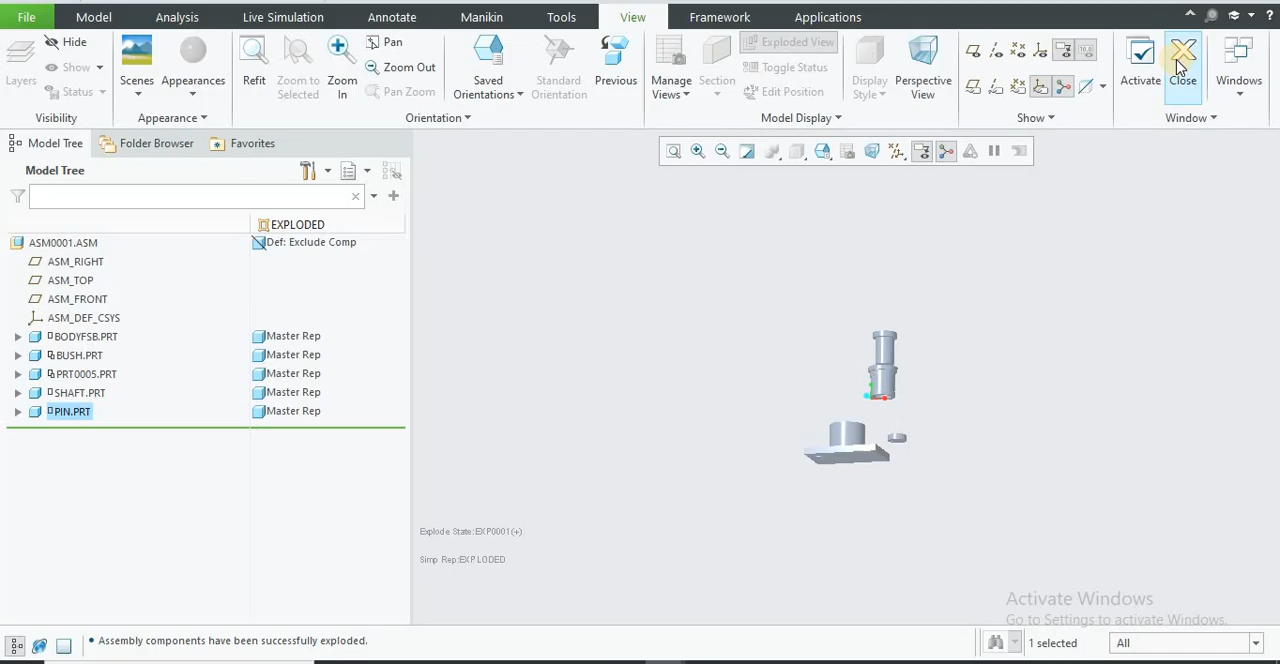 File Model Analysis Live Simulation Annotate Manikin Tools View Framework Applications
Layers
Hide
Show
Status
Visibility
Scenes
Appearances
Appearance
Refit
Zoom to Selected
Zoom In
Pan
Zoom Out
Pan Zoom
Saved Orientations
Standard Orientation
Previous
Orientation
Manage Views
Section
Exploded View
Toggle Status
Edit Position
Display Style
Perspective View
Model Display
Show
Activate
Close
Windows
Window
Model Tree Folder Browser Favorites
Model Tree
EXPLODED
ASM0001.ASM Def: Exclude Comp
ASM_RIGHT
ASM_TOP
ASM_FRONT
ASM_DEF_CSYS
BODYFSB.PRT Master Rep
BUSH.PRT Master Rep
PRT0005.PRT Master Rep
SHAFT.PRT Master Rep
PIN.PRT Master Rep
Explode State:EXP0001(+)
Simp Rep:EXPLODED
Activate Windows
Go to Settings to activate Windows.
• Assembly components have been successfully exploded.
1 selected
All